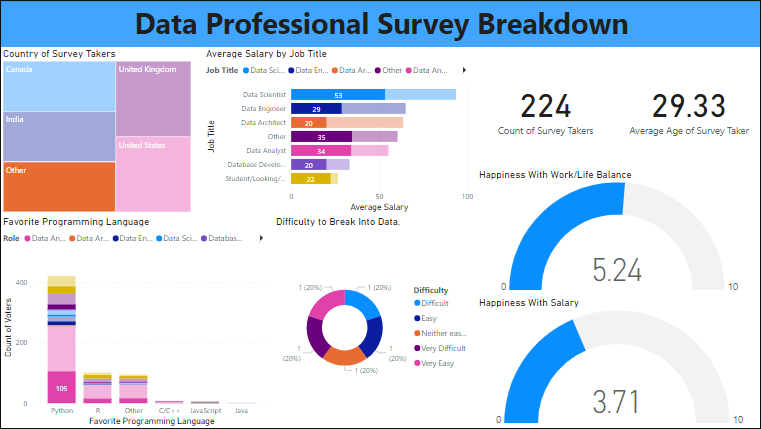 Data Professional Survey Breakdown
Country of Survey Takers
Canada
United Kingdom
India
United States
Other
Average Salary by Job Title
Job Title Data Sci... Data En... Data Ar... Other Data An...
Job Title
Data Scientist 53
Data Engineer 29
Data Architect 20
Other 35
Data Analyst 34
Database Develo... 20
Student/Looking/... 22
0 50 100
Average Salary
224
Count of Survey Takers
29.33
Average Age of Survey Taker
Happiness With Work/Life Balance
5.24
0 10
Happiness With Salary
3.71
0 10
Favorite Programming Language
Role Data An... Data Ar... Data En... Data Sci... Databas...
Count of Voters
400
200
0
105
Python R Other C/C++ JavaScript Java
Favorite Programming Language
Difficulty to Break Into Data,
1 (20%)
1 (20%)
1
(20%)
1
(20%)
1 (20%)
Difficulty
Difficult
Easy
Neither eas...
Very Difficult
Very Easy